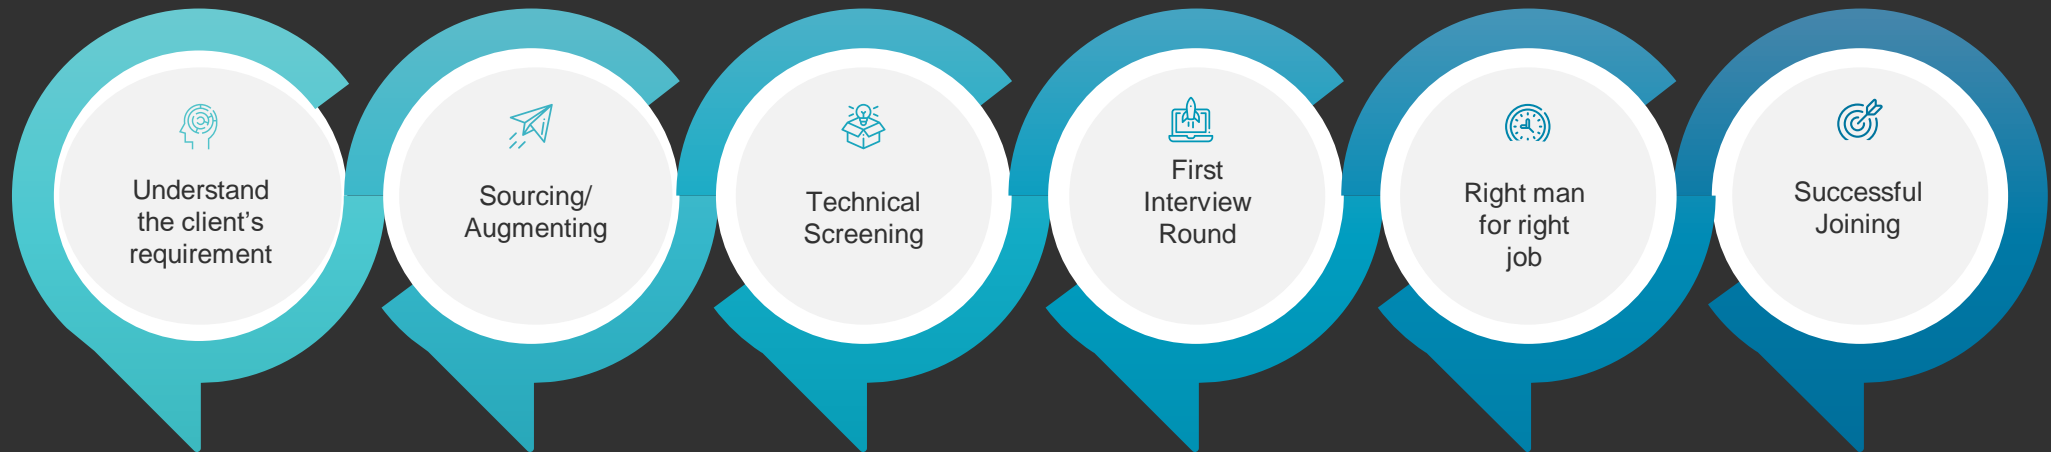 Understand
the client’s
requirement
Sourcing/
Augmenting
Technical
Screening
First
Interview
Round
Right man
for right
job
Successful
Joining